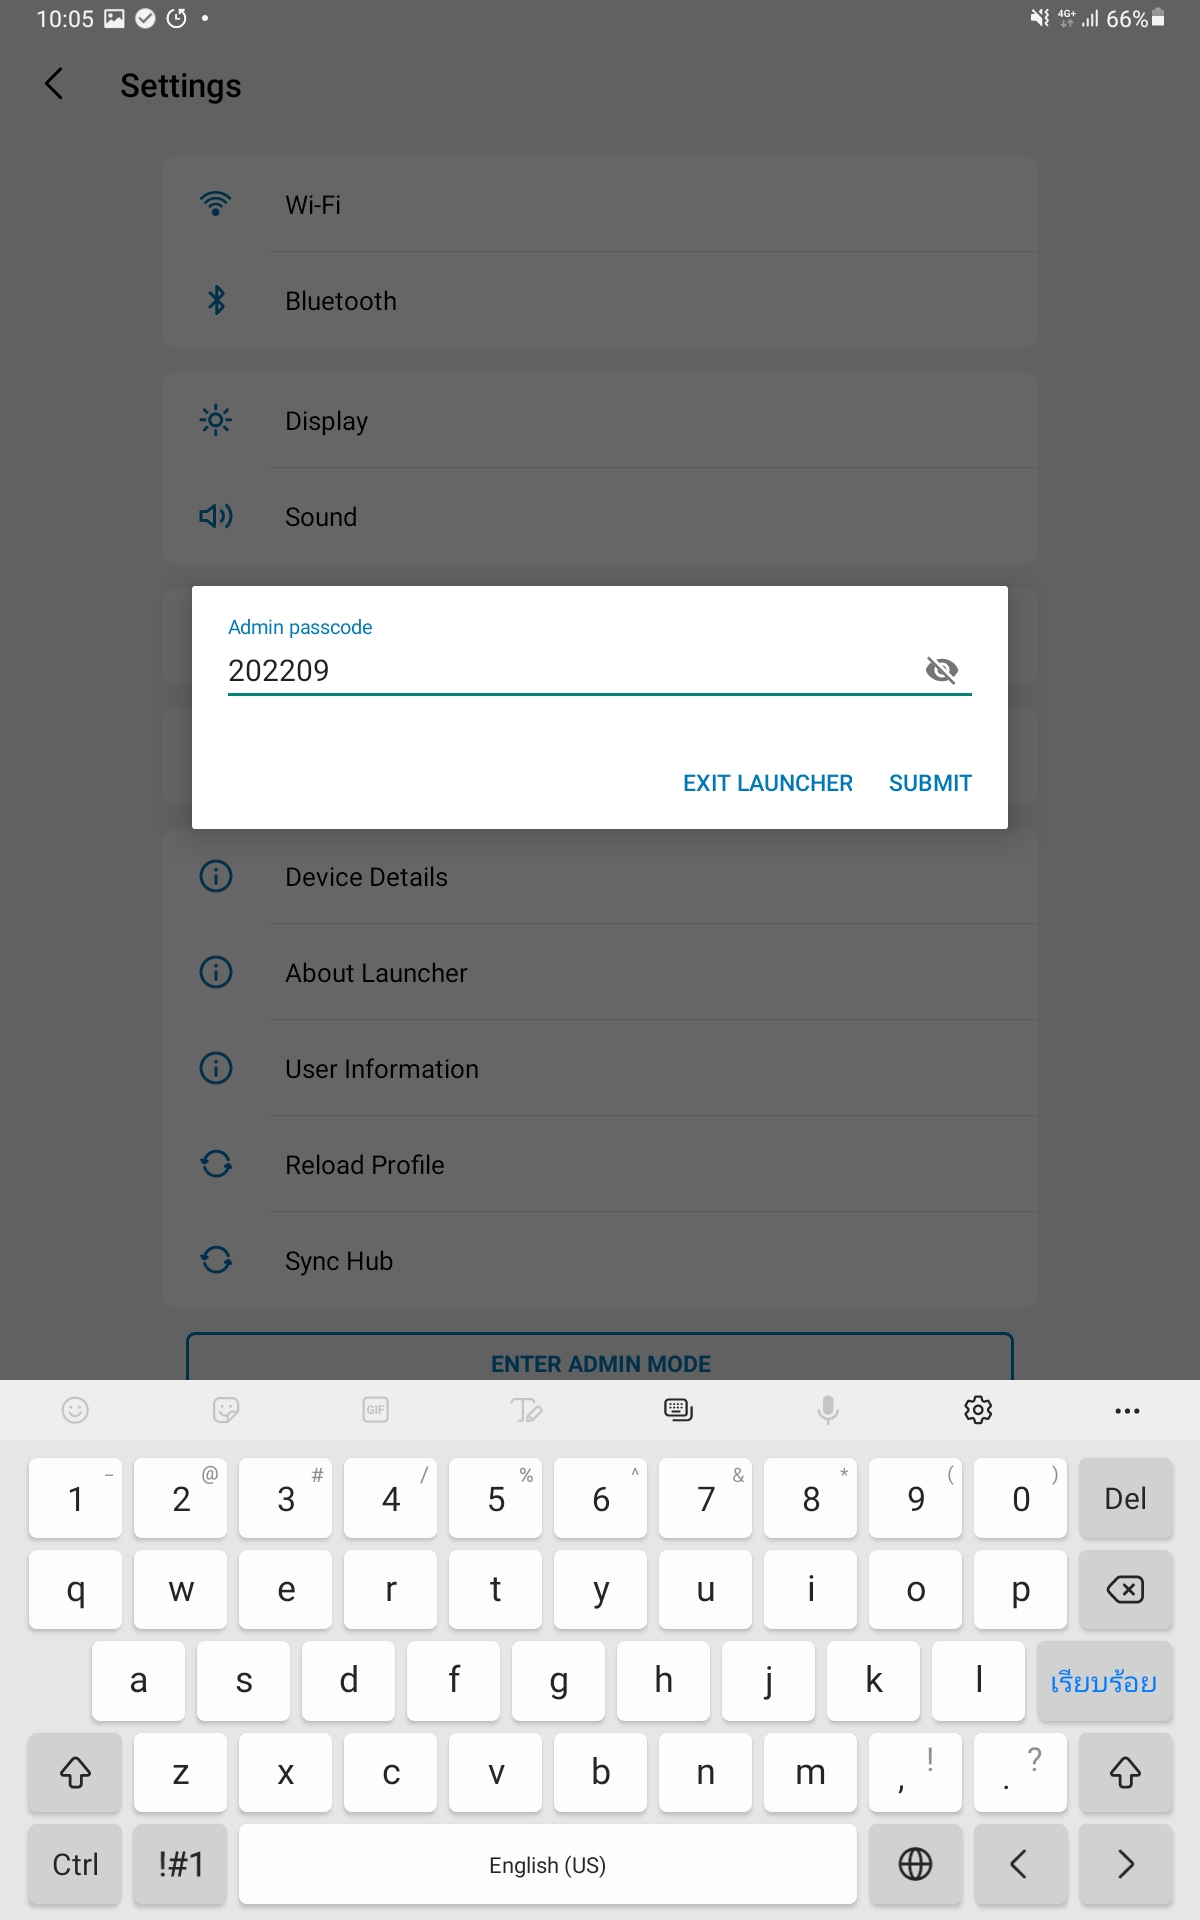 10:05 4G+ 66%
Settings
Wi-Fi
Bluetooth
Display
Sound
Admin passcode
202209
EXIT LAUNCHER SUBMIT
Device Details
About Launcher
User Information
Reload Profile
Sync Hub
ENTER ADMIN MODE
GIF T
1 – 2 @ 3 # 4 / 5 % 6 ^ 7 & 8 * 9 ( 0 ) Del
q w e r t y u i o p
a s d f g h j k l เรียบร้อย
z x c v b n m , ! . ?
Ctrl !#1 English (US) < >